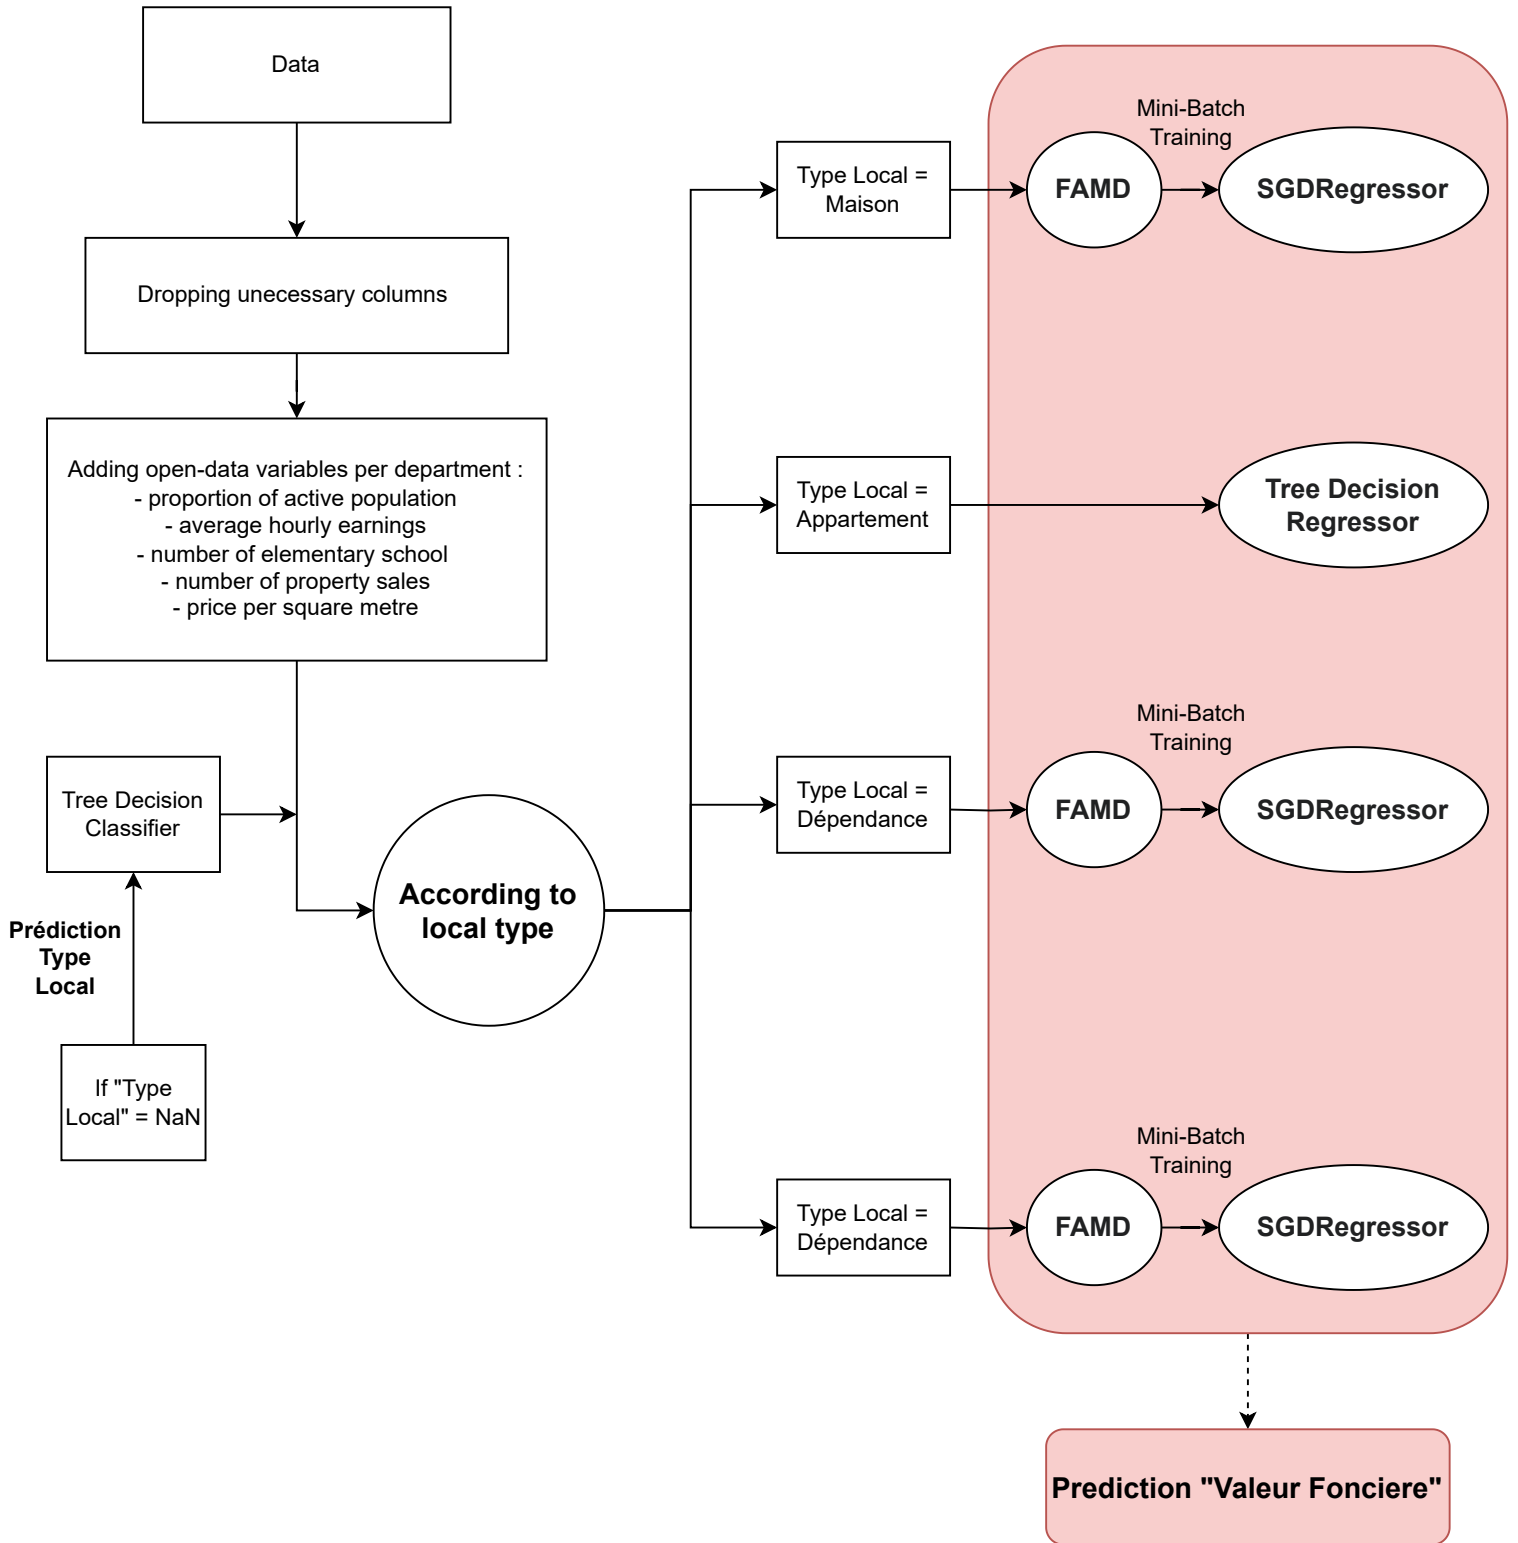 Data
Dropping unecessary columns
Adding open-data variables per department :
- proportion of active population
- average hourly earnings
- number of elementary school
- number of property sales
- price per square metre
Tree Decision
Classifier
Prédiction
Type
Local
If "Type
Local" = NaN
According to
local type
Type Local =
Maison
FAMD
Mini-Batch
Training
SGDRegressor
Type Local =
Appartement
Tree Decision
Regressor
Type Local =
Dépendance
FAMD
Mini-Batch
Training
SGDRegressor
Type Local =
Dépendance
FAMD
Mini-Batch
Training
SGDRegressor
Prediction "Valeur Fonciere"